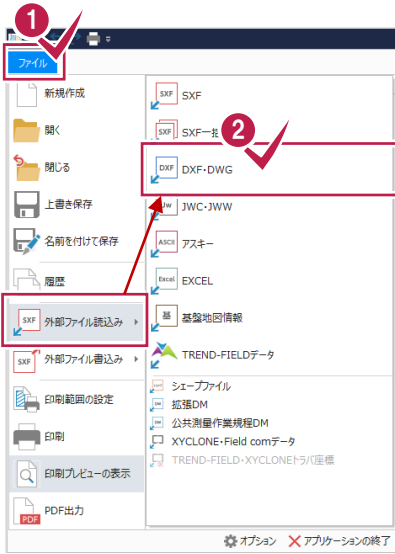 1
ファイル
新規作成
開く
閉じる
上書き保存
名前を付けて保存
履歴
SXF 外部ファイル読込み
SXF 外部ファイル書込み
印刷範囲の設定
印刷
印刷プレビューの表示
PDF PDF出力
SXF SXF
SXF SXF一括
2
DXF DXF・DWG
JW JWC・JWW
ASCII アスキー
Excel EXCEL
基 基盤地図情報
TREND-FIELDデータ
シェープファイル
DM 拡張DM
DM 公共測量作業規程DM
XYCLONE・Field comデータ
TREND-FIELD・XYCLONEトラバ座標
オプション
アプリケーションの終了